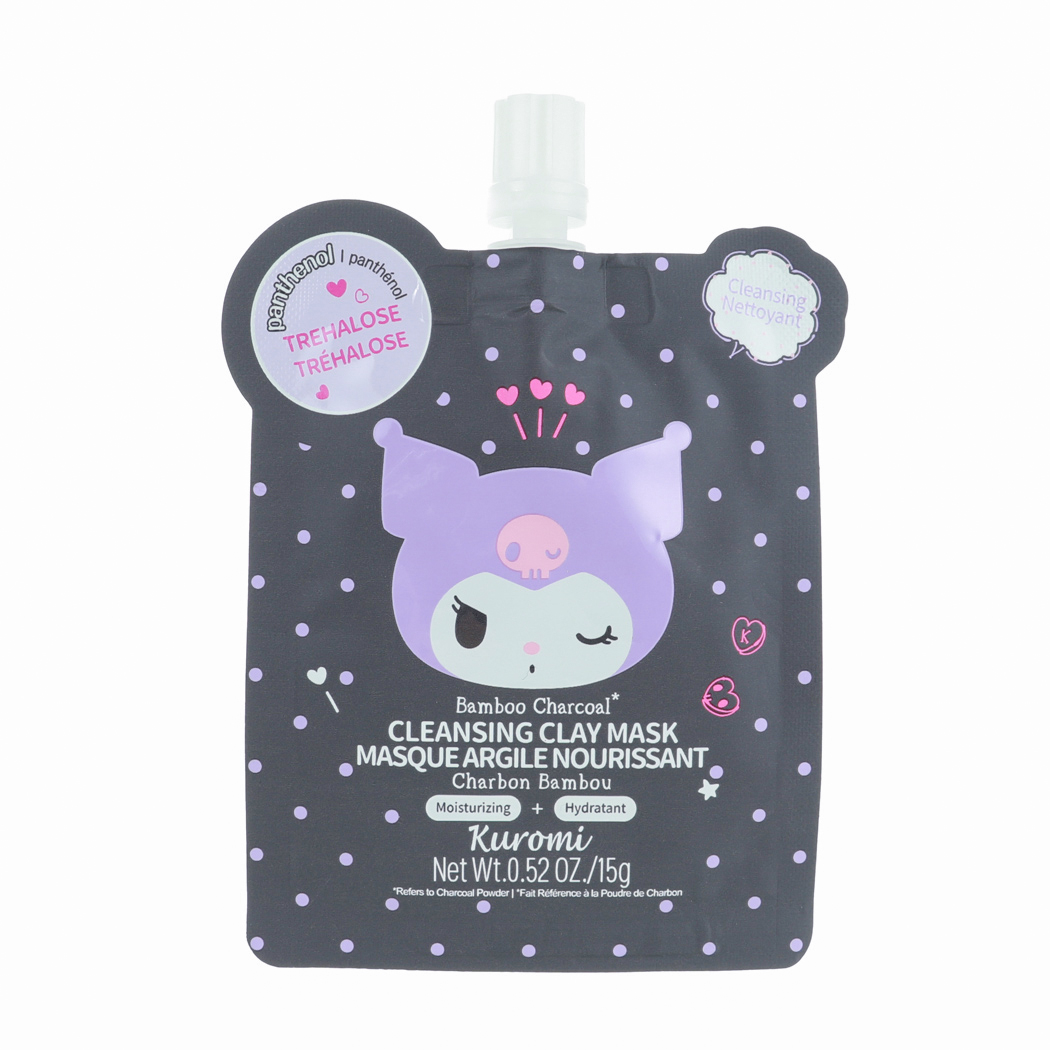 panthenol | panthénol
TREHALOSE
TRÉHALOSE
Cleansing
Nettoyant
K
Bamboo Charcoal*
CLEANSING CLAY MASK
MASQUE ARGILE NOURISSANT
Charbon Bambou
Moisturizing + Hydratant
Kuromi
Net Wt.0.52 OZ./15g
*Refers to Charcoal Powder | *Fait Référence à la Poudre de Charbon